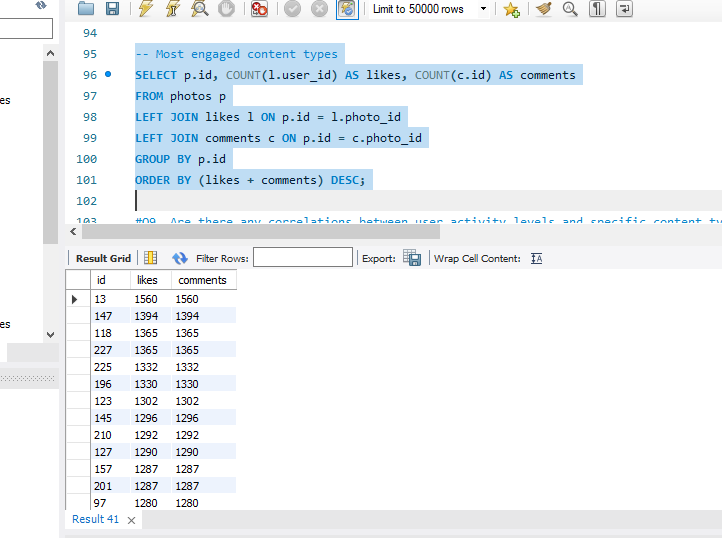 Limit to 50000 rows
94
95 -- Most engaged content types
96 SELECT p.id, COUNT(l.user_id) AS likes, COUNT(c.id) AS comments
97 FROM photos p
98 LEFT JOIN likes l ON p.id = l.photo_id
99 LEFT JOIN comments c ON p.id = c.photo_id
100 GROUP BY p.id
101 ORDER BY (likes + comments) DESC;
102
103 #Q9. Are there any correlations between user activity levels and specific content ty
es
es
Result Grid Filter Rows: Export: Wrap Cell Content:
id likes comments
13 1560 1560
147 1394 1394
118 1365 1365
227 1365 1365
225 1332 1332
196 1330 1330
123 1302 1302
145 1296 1296
210 1292 1292
127 1290 1290
157 1287 1287
201 1287 1287
97 1280 1280
Result 41